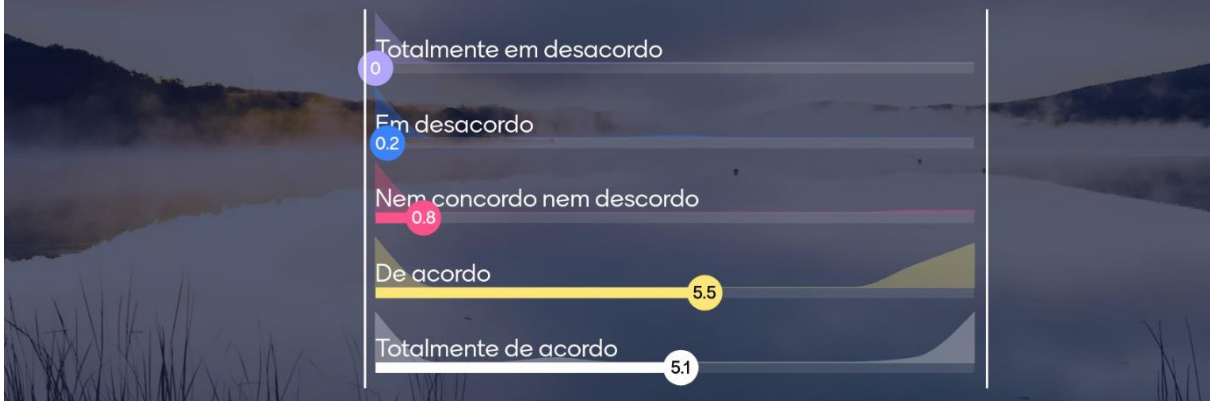 Totalmente em desacordo
0
Em desacordo
0.2
Nem concordo nem descordo
0.8
De acordo
5.5
Totalmente de acordo
5.1